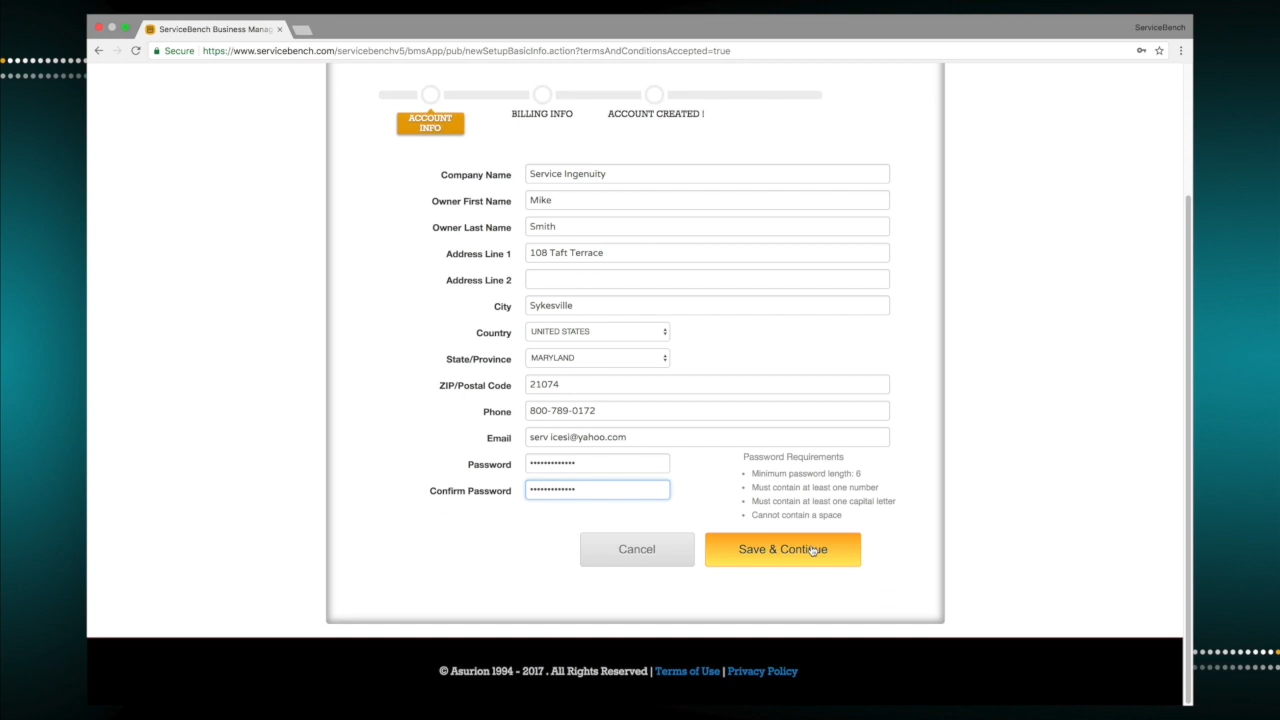 ServiceBench Business Manag
ServiceBench
Secure
https://www.servicebench.com/servicebenchv5/bmsApp/pub/newSetupBasicInfo.action?termsAndConditionsAccepted=true
ACCOUNT
INFO
BILLING INFO
ACCOUNT CREATED !
Company Name Service Ingenuity
Owner First Name Mike
Owner Last Name Smith
Address Line 1 108 Taft Terrace
Address Line 2
City Sykesville
Country UNITED STATES
State/Province MARYLAND
ZIP/Postal Code 21074
Phone 800-789-0172
Email serv icesi@yahoo.com
Password •••••••••••••
Confirm Password •••••••••••••
Password Requirements
• Minimum password length: 6
• Must contain at least one number
• Must contain at least one capital letter
• Cannot contain a space
Cancel
Save & Continue
© Asurion 1994 - 2017 . All Rights Reserved | Terms of Use | Privacy Policy